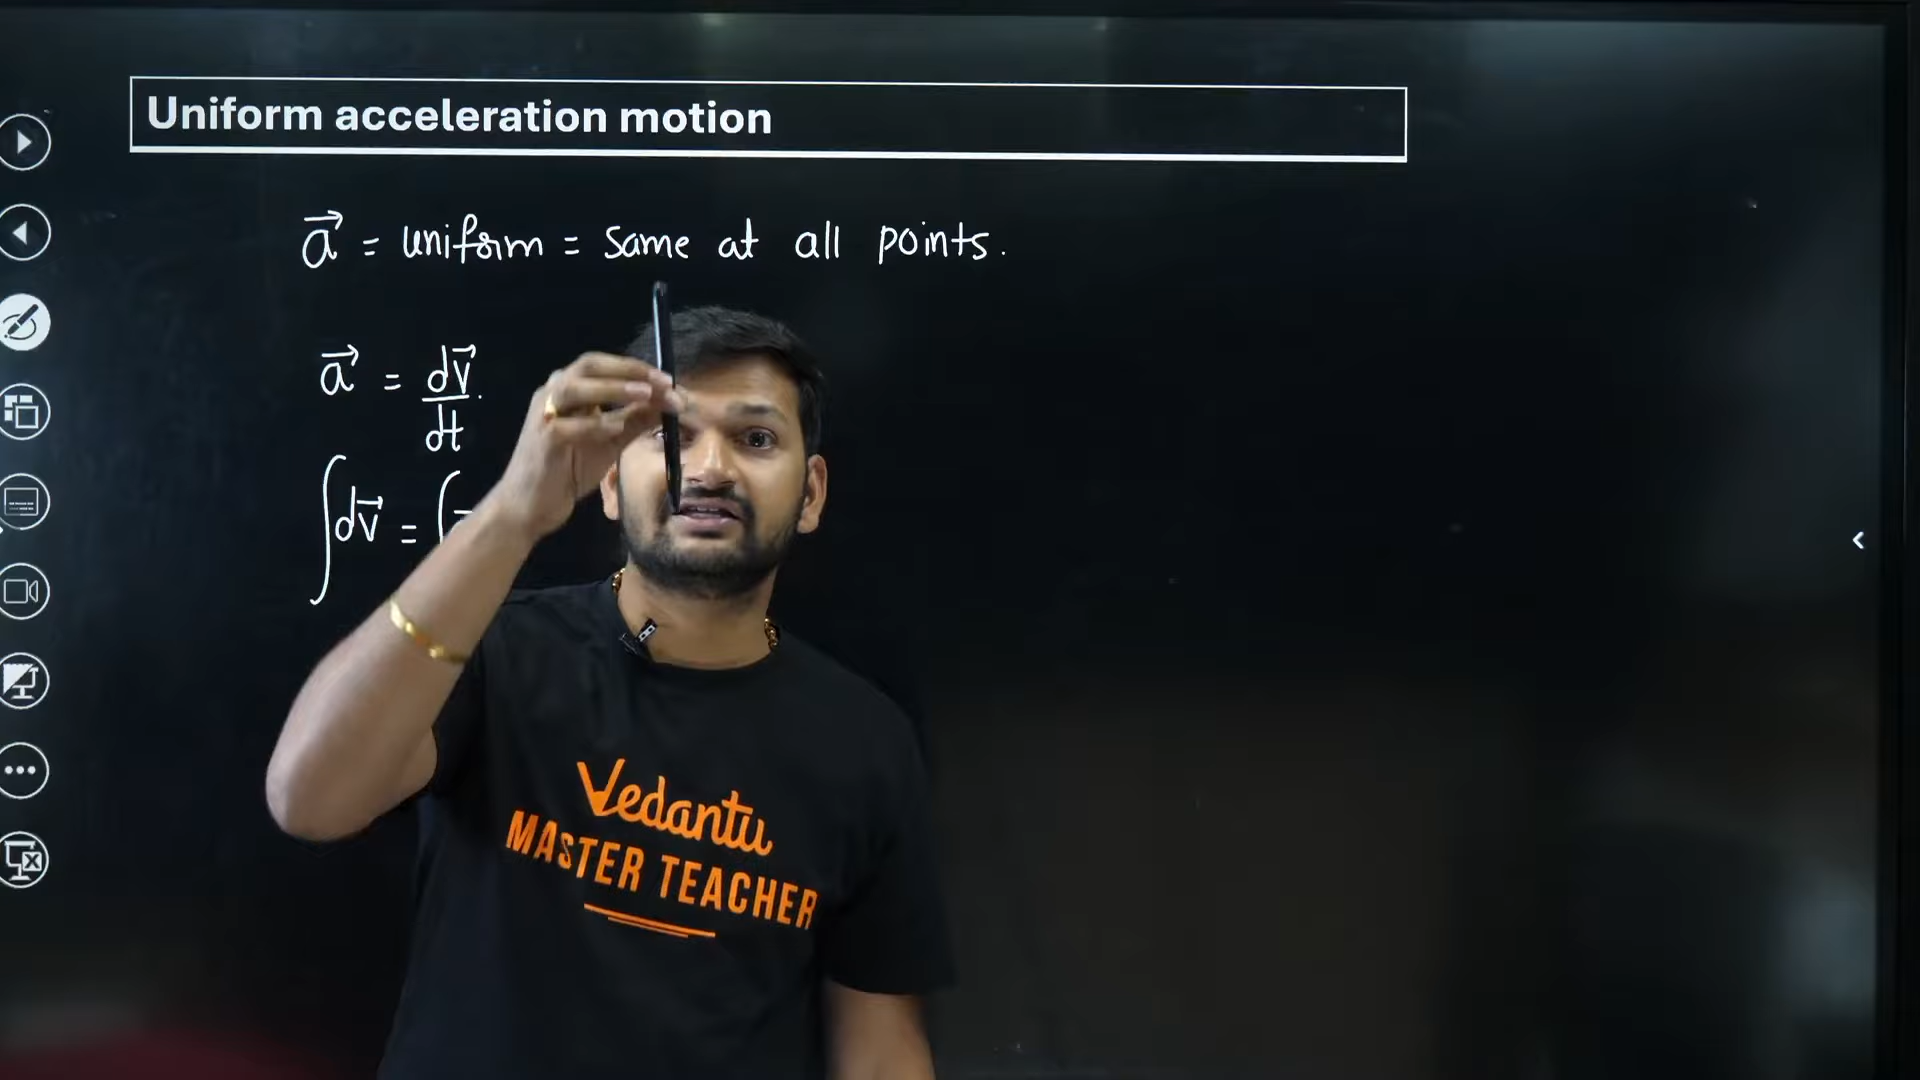 Uniform acceleration motion
a⃗ = uniform = same at all points.
a⃗ = dv⃗/dt.
∫dv⃗ = ∫
Vedantu
MASTER TEACHER